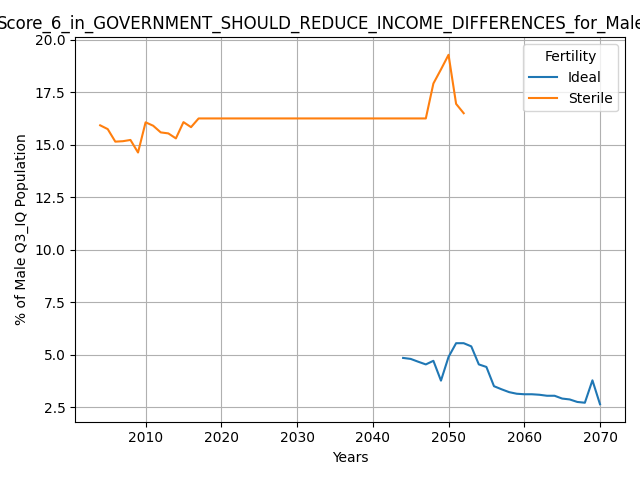 Score_6_in_GOVERNMENT_SHOULD_REDUCE_INCOME_DIFFERENCES_for_Male
20.0
17.5
15.0
12.5
10.0
7.5
5.0
2.5
% of Male Q3_IQ Population
Fertility
Ideal
Sterile
2010 2020 2030 2040 2050 2060 2070
Years